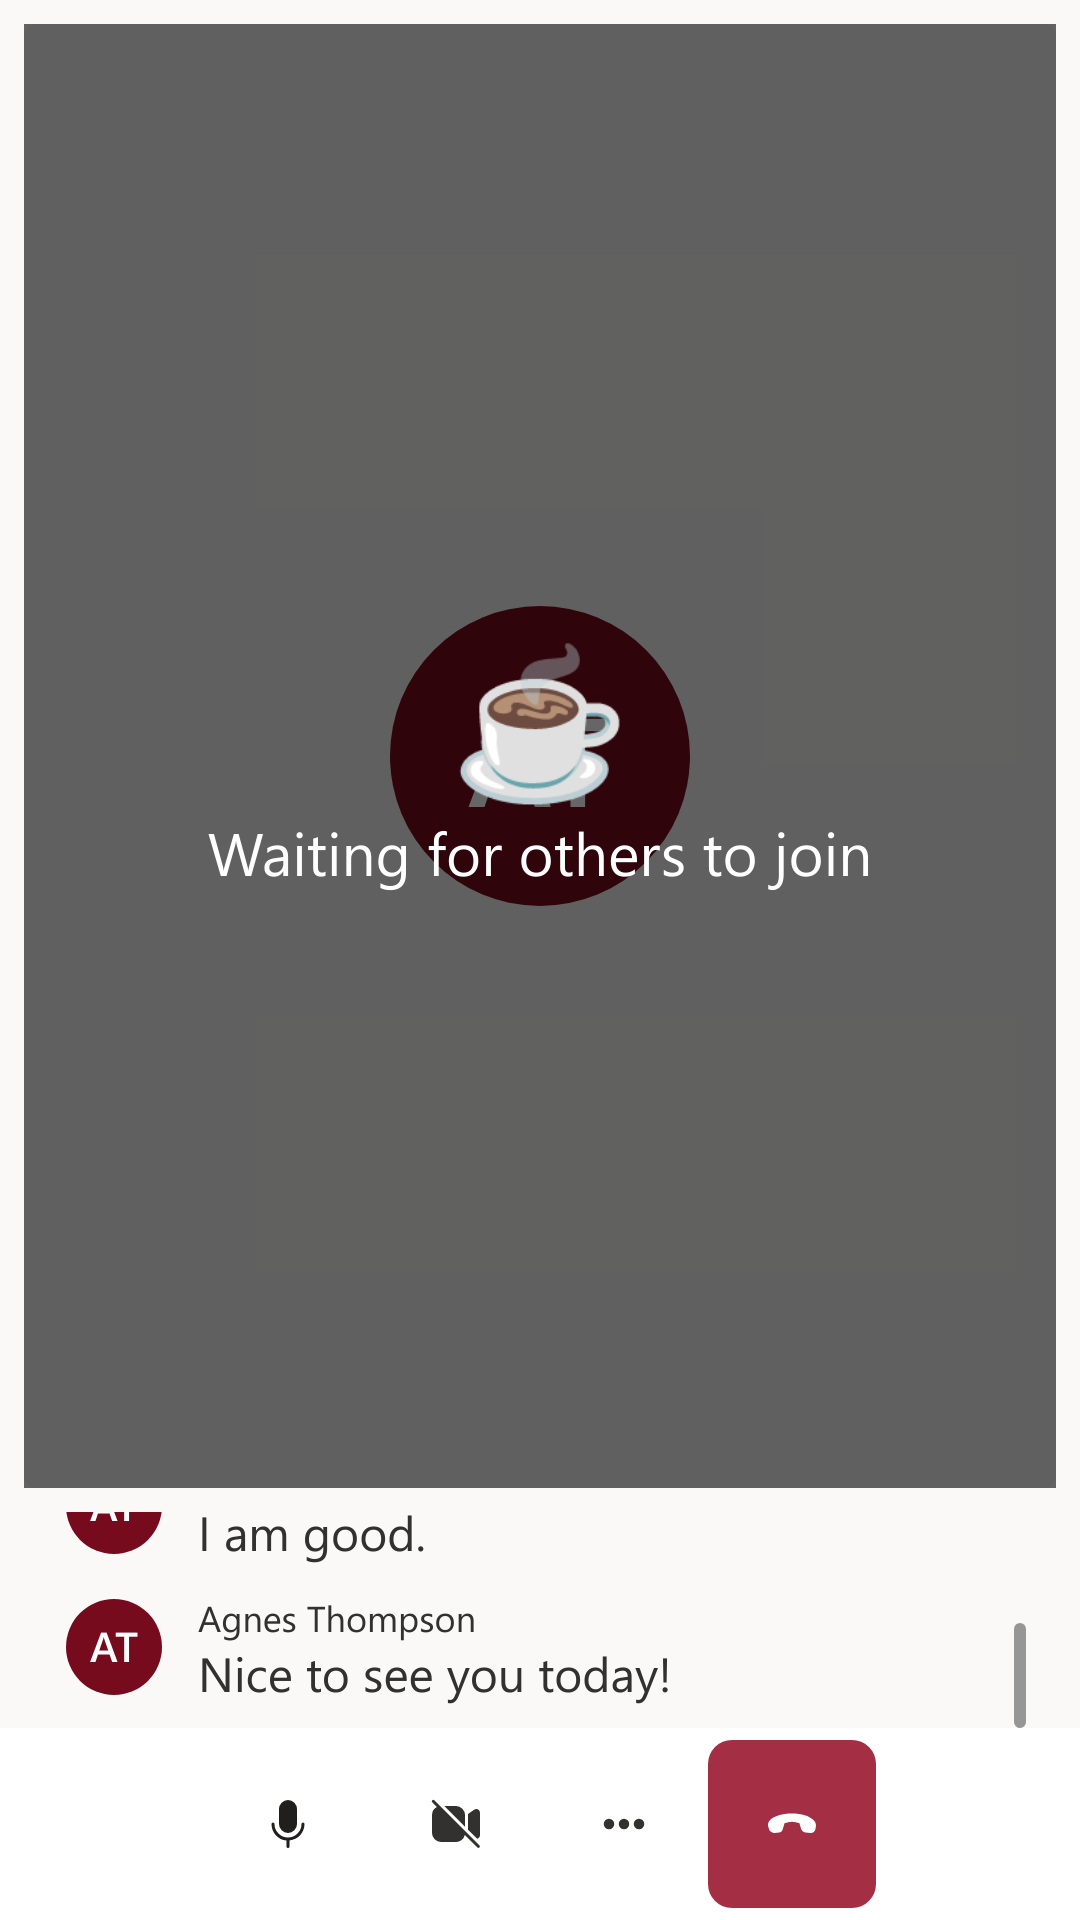 Waiting for others to join
I am good.
Agnes Thompson
AT
Nice to see you today!